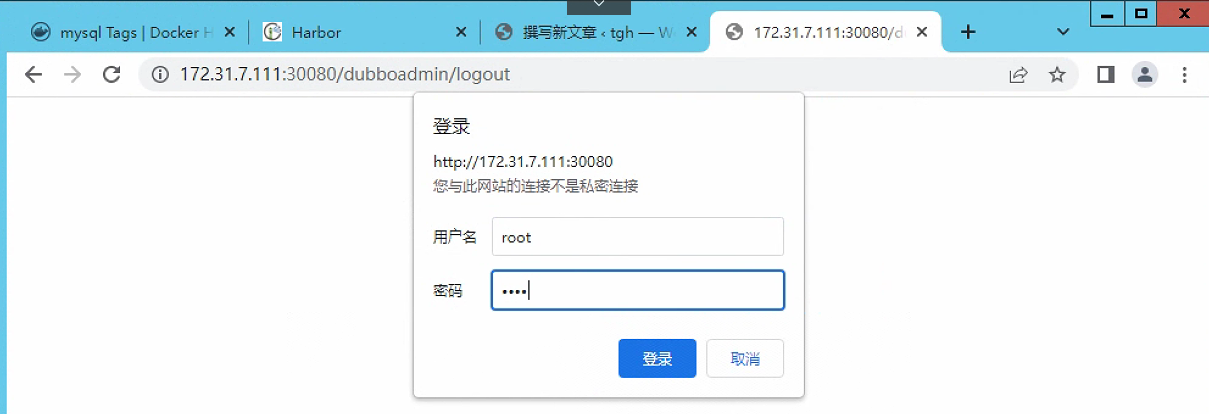 mysql Tags | Docker H
Harbor
撰写新文章 ‹ tgh — W
172.31.7.111:30080/d
172.31.7.111:30080/dubboadmin/logout
登录
http://172.31.7.111:30080
您与此网站的连接不是私密连接
用户名 root
密码 ••••
登录 取消